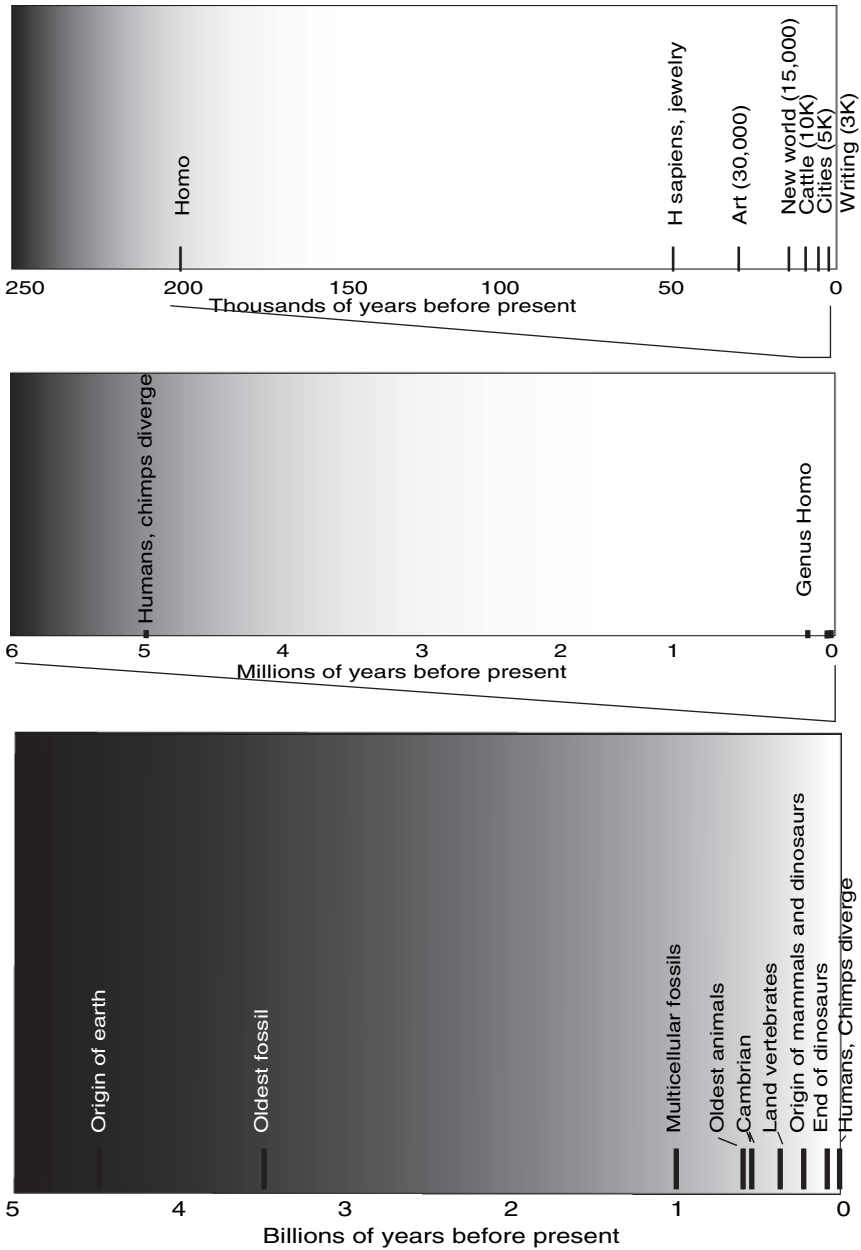 Homo
H sapiens, jewelry
Art (30,000)
New world (15,000)
Cattle (10K)
Cities (5K)
Writing (3K)
250 200 150 100 50 0
Thousands of years before present
Humans, chimps diverge
Genus Homo
6 5 4 3 2 1 0
Millions of years before present
Origin of earth
Oldest fossil
Multicellular fossils
Oldest animals
Cambrian
Land vertebrates
Origin of mammals and dinosaurs
End of dinosaurs
Humans, Chimps diverge
5 4 3 2 1 0
Billions of years before present